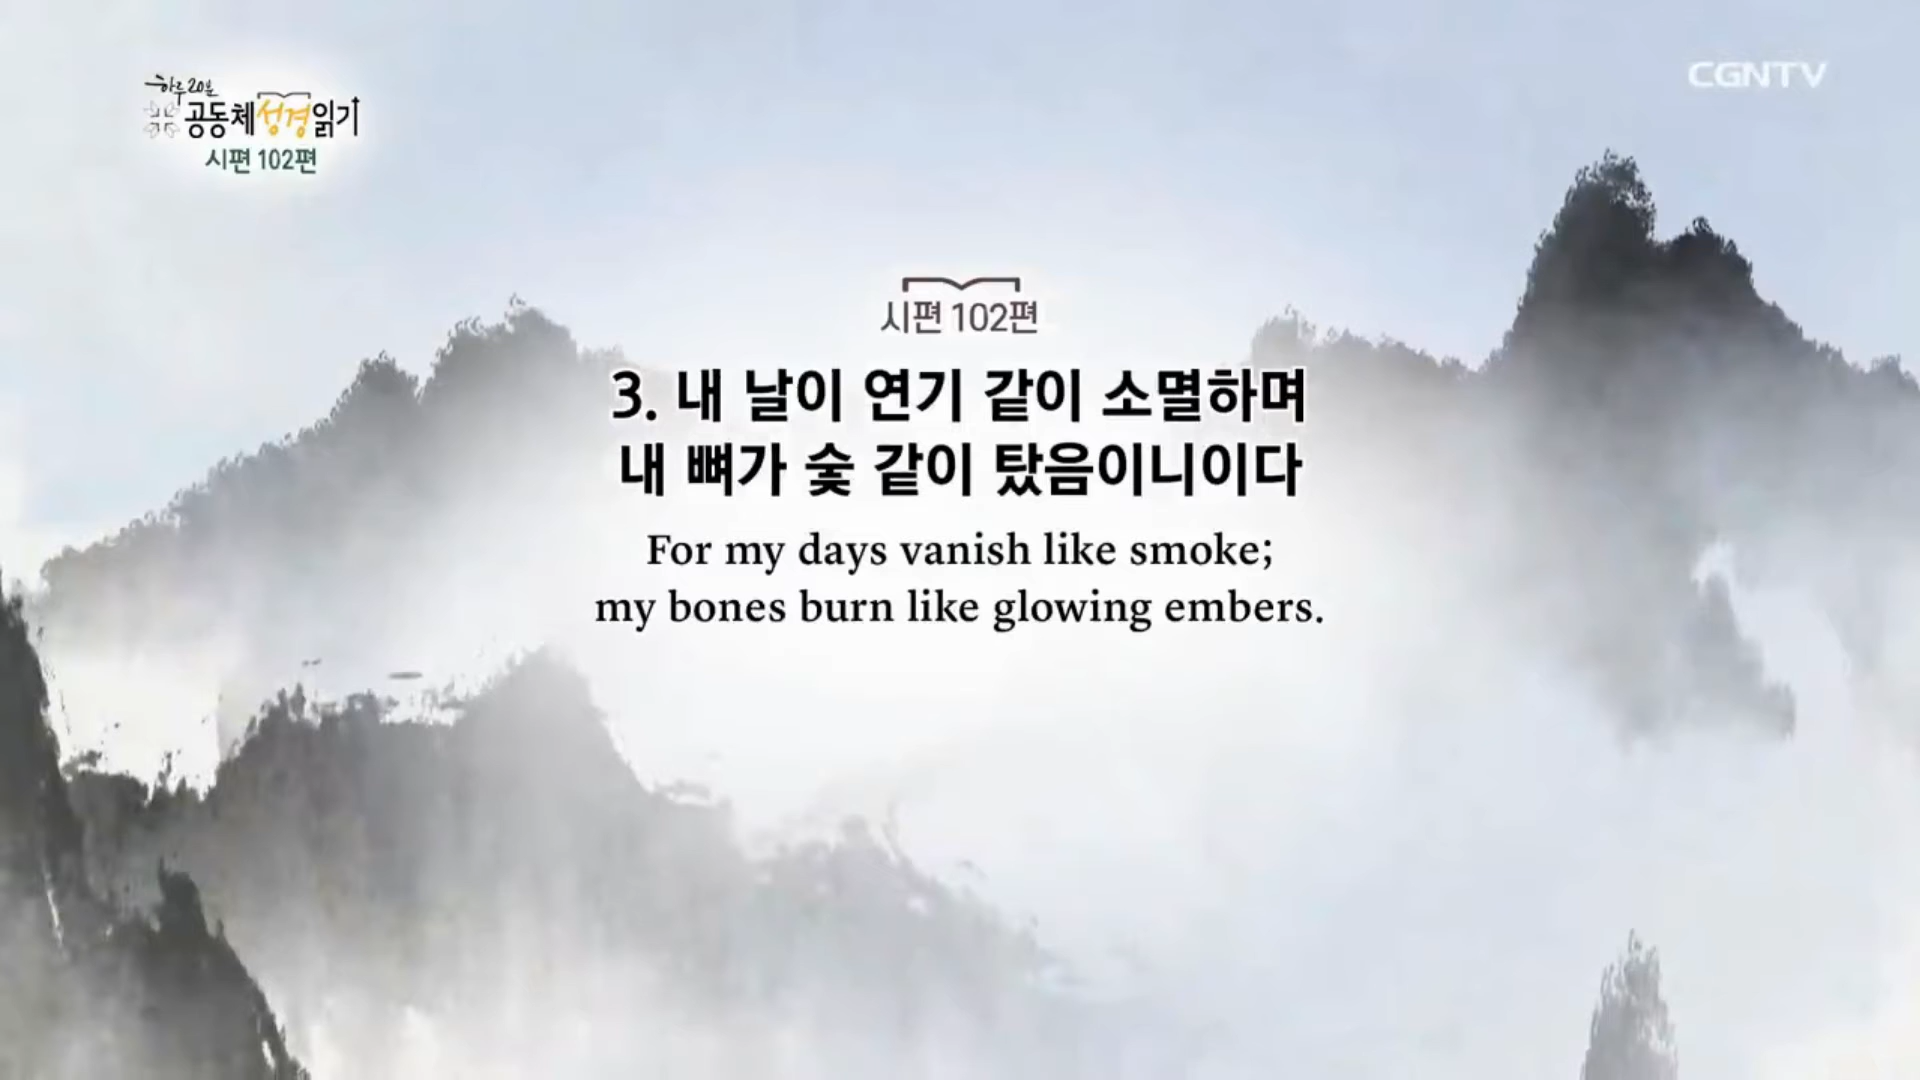 하루 20분
공동체성경읽기
시편 102편
CGNTV
시편 102편
3. 내 날이 연기 같이 소멸하며
내 뼈가 숯 같이 탔음이니이다
For my days vanish like smoke;
my bones burn like glowing embers.